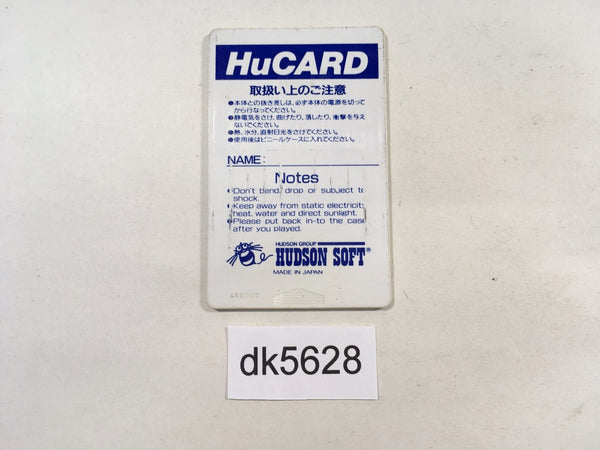 HuCARD
取扱い上のご注意
●本体との抜き差しは、必ず本体の電源を切って
から行なってください。
●静電気をさけ、曲げたり、落したり、衝撃を与え
ないでください。
●熱、水分、直射日光をさけてください。
●使用後はビニールケースに入れてください。
NAME:
Notes
●Don't bend, drop or subject to
shock.
●Keep away from static electricity,
heat, water and direct sunlight.
●Please put back in-to the case
after you played.
HUDSON GROUP
HUDSON SOFT®
MADE IN JAPAN
dk5628